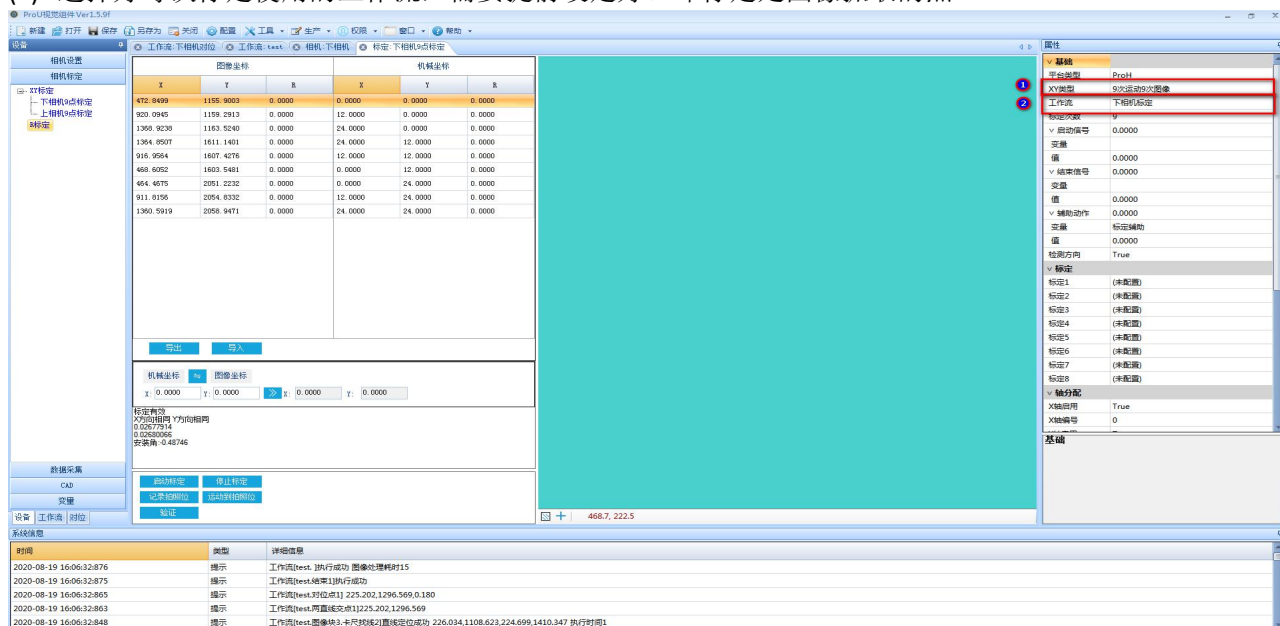 ProU视觉组件 Ver1.5.9f
新建 打开 保存 另存为 关闭 配置 工具 生产 权限 窗口 帮助
设备
工作流:下相机对位 工作流:test 相机:下相机 标定:下相机9点标定
属性
相机设置
相机标定
XY标定
下相机9点标定
上相机9点标定
R标定
数据采集
CAD
变量
设备 工作流 对位
图像坐标 机械坐标
X Y R X Y R
472.8499 1155.9003 0.0000 0.0000 0.0000 0.0000
920.0945 1159.2913 0.0000 12.0000 0.0000 0.0000
1368.9238 1163.5240 0.0000 24.0000 0.0000 0.0000
1364.8507 1611.1401 0.0000 24.0000 12.0000 0.0000
916.9564 1607.4276 0.0000 12.0000 12.0000 0.0000
468.6052 1603.5481 0.0000 0.0000 12.0000 0.0000
464.4675 2051.2232 0.0000 0.0000 24.0000 0.0000
911.8156 2054.8332 0.0000 12.0000 24.0000 0.0000
1360.5919 2058.9471 0.0000 24.0000 24.0000 0.0000
导出 导入
机械坐标 图像坐标
X: 0.0000 Y: 0.0000 X: 0.0000 Y: 0.0000
标定有效
X方向相同 Y方向相同
0.02677914
0.02680066
安装角:-0.48746
启动标定 停止标定
记录拍照位 运动到拍照位
验证
468.7, 222.5
1
2
基础
平台类型 ProH
XY类型 9次运动9次图像
工作流 下相机标定
标定次数 9
启动信号 0.0000
变量
值 0.0000
结束信号 0.0000
变量
值 0.0000
辅助动作 0.0000
变量 标定辅助
值 0.0000
检测方向 True
标定
标定1 (未配置)
标定2 (未配置)
标定3 (未配置)
标定4 (未配置)
标定5 (未配置)
标定6 (未配置)
标定7 (未配置)
标定8 (未配置)
轴分配
X轴启用 True
X轴编号 0
基础
系统信息
时间 类型 详细信息
2020-08-19 16:06:32:876 提示 工作流[test. ]执行成功 图像处理耗时15
2020-08-19 16:06:32:875 提示 工作流[test.结束1]执行成功
2020-08-19 16:06:32:865 提示 工作流[test.对位点1] 225.202,1296.569,0.180
2020-08-19 16:06:32:863 提示 工作流[test.两直线交点1]225.202,1296.569
2020-08-19 16:06:32:848 提示 工作流[test.图像块3.卡尺找线2]直线定位成功 226.034,1108.623,224.699,1410.347 执行时间1